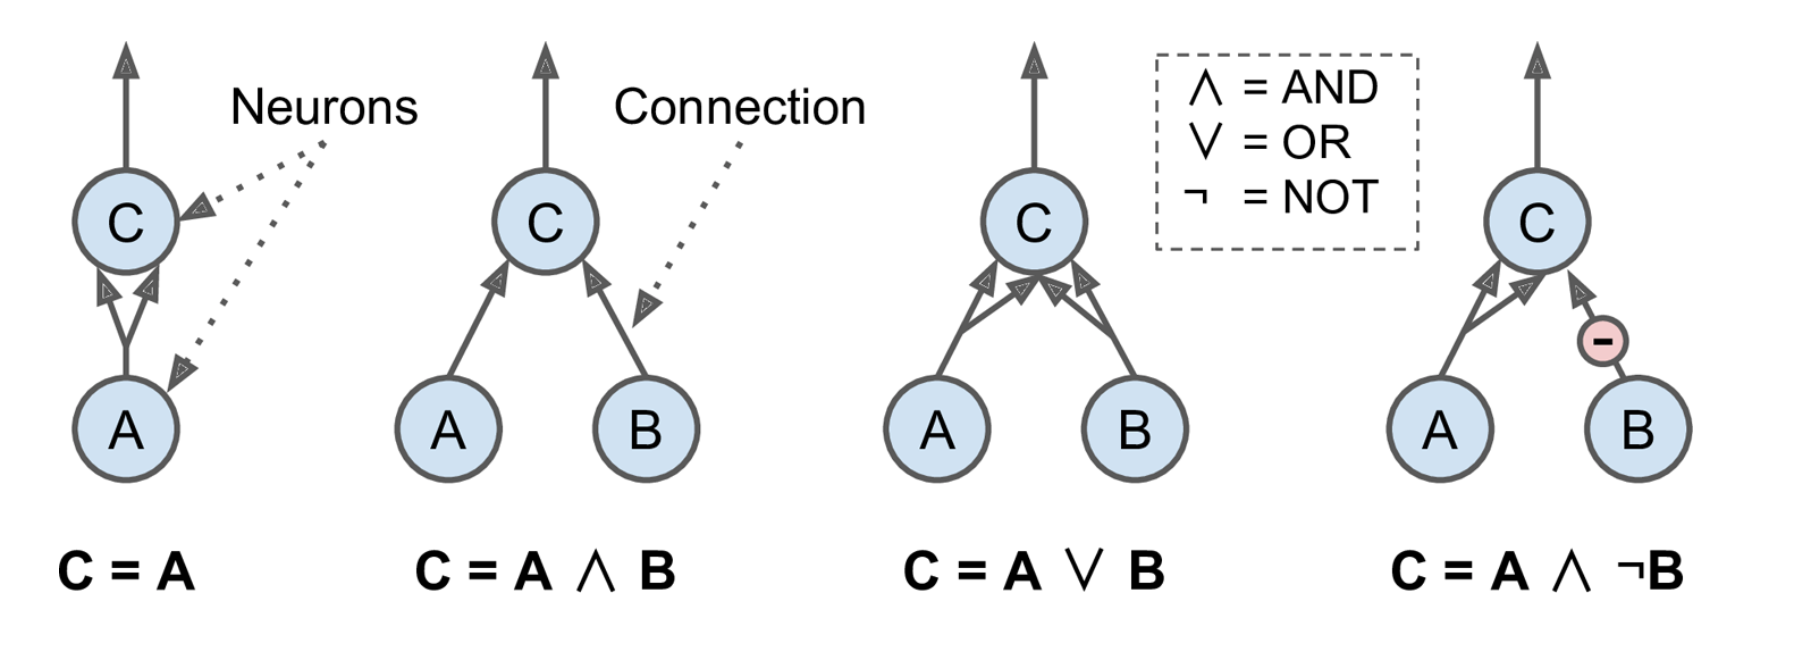 Neurons
Connection
∧ = AND
∨ = OR
¬ = NOT
C
C
C
C
-
A
A
B
A
B
A
B
C = A
C = A ∧ B
C = A ∨ B
C = A ∧ ¬B